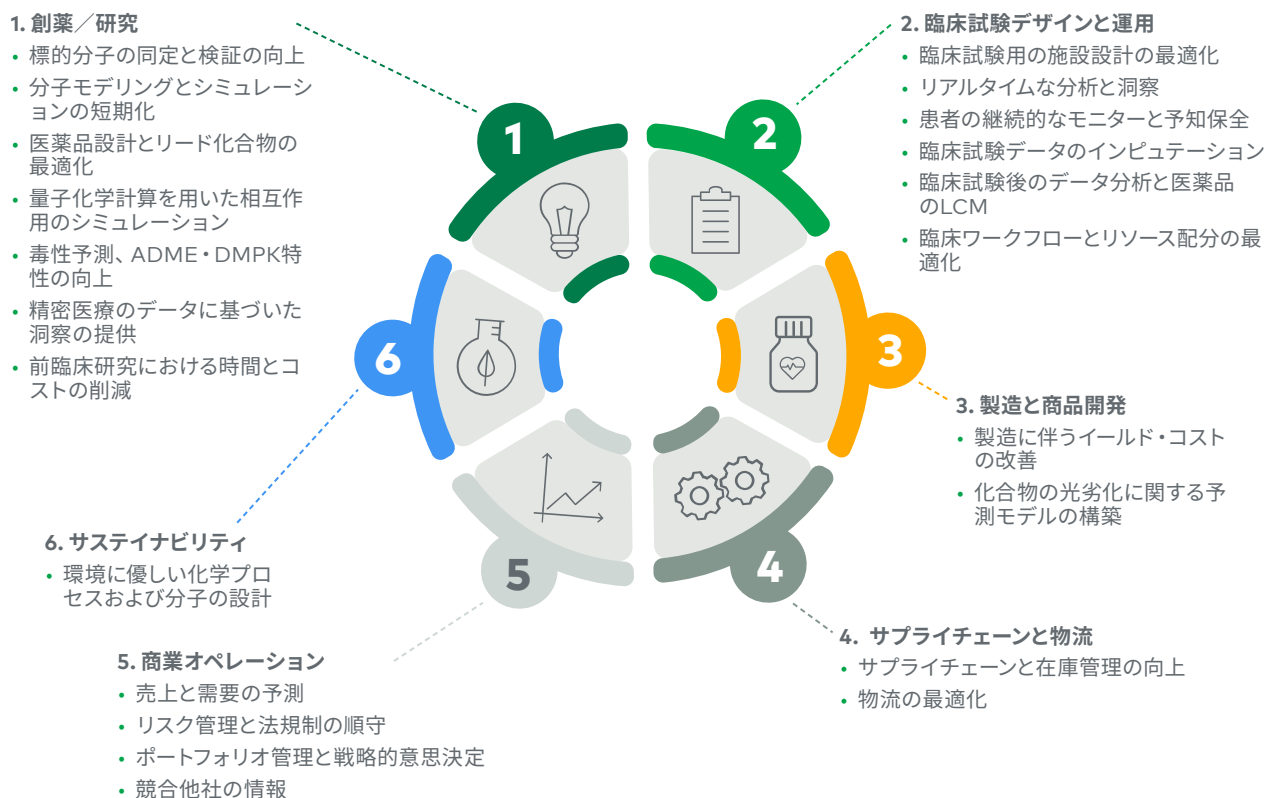 1. 創薬／研究
• 標的分子の同定と検証の向上
• 分子モデリングとシミュレーシ
ョンの短期化
• 医薬品設計とリード化合物の
最適化
• 量子化学計算を用いた相互作
用のシミュレーション
• 毒性予測、ADME・DMPK特
性の向上
• 精密医療のデータに基づいた
洞察の提供
• 前臨床研究における時間とコ
ストの削減
2. 臨床試験デザインと運用
• 臨床試験用の施設設計の最適化
• リアルタイムな分析と洞察
• 患者の継続的なモニターと予知保全
• 臨床試験データのインピュテーション
• 臨床試験後のデータ分析と医薬品
のLCM
• 臨床ワークフローとリソース配分の最
適化
1
2
3
4
5
6
3. 製造と商品開発
• 製造に伴うイールド・コスト
の改善
• 化合物の光劣化に関する予
測モデルの構築
4. サプライチェーンと物流
• サプライチェーンと在庫管理の向上
• 物流の最適化
5. 商業オペレーション
• 売上と需要の予測
• リスク管理と法規制の順守
• ポートフォリオ管理と戦略的意思決定
• 競合他社の情報
6. サステイナビリティ
• 環境に優しい化学プロ
セスおよび分子の設計